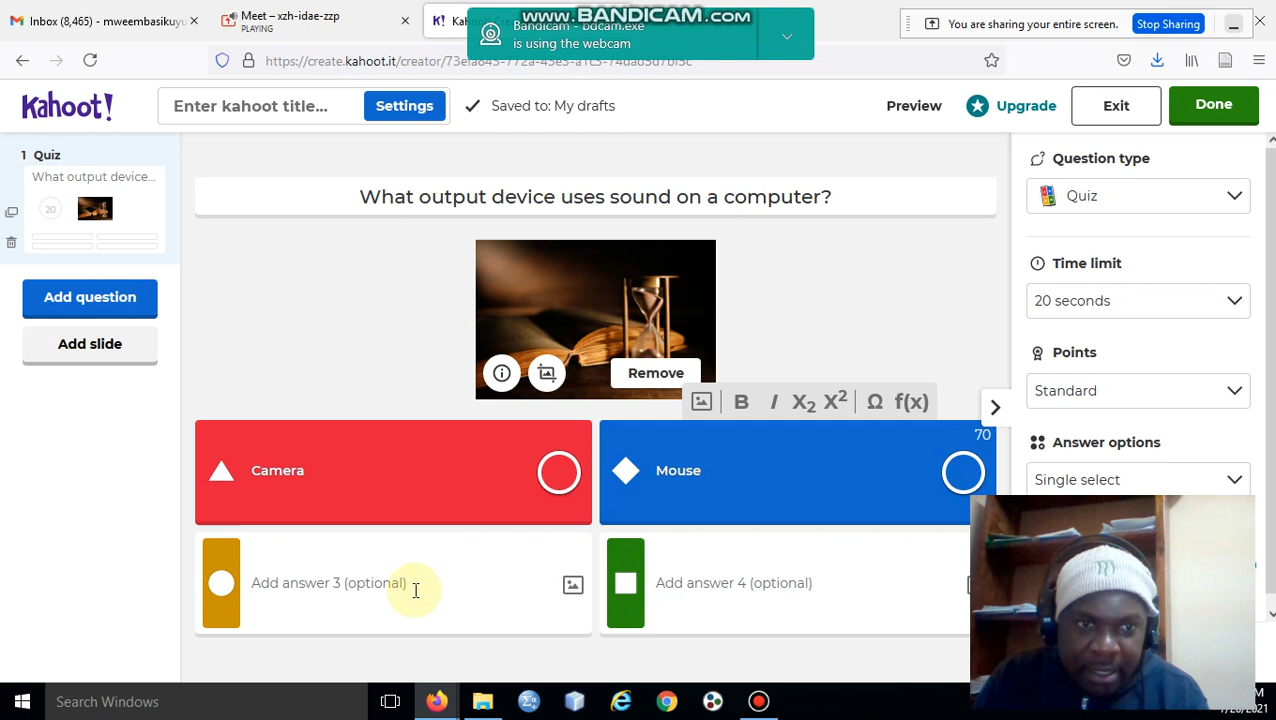 Inbox (8,465) – mweembasikuyu
Meet – xzh-idae-zzp
PLAYING
Kahoot!
www.BANDICAM.com
Bandicam - bdcam.exe
is using the webcam
You are sharing your entire screen.
Stop Sharing
Kahoot!
Enter kahoot title...
Settings
Saved to: My drafts
Preview
Upgrade
Exit
Done
1 Quiz
What output device...
20
Add question
Add slide
What output device uses sound on a computer?
Remove
B I X2 X2 Ω f(x)
Camera
Mouse
70
Add answer 3 (optional)
Add answer 4 (optional)
Question type
Quiz
Time limit
20 seconds
Points
Standard
Answer options
Single select
Search Windows